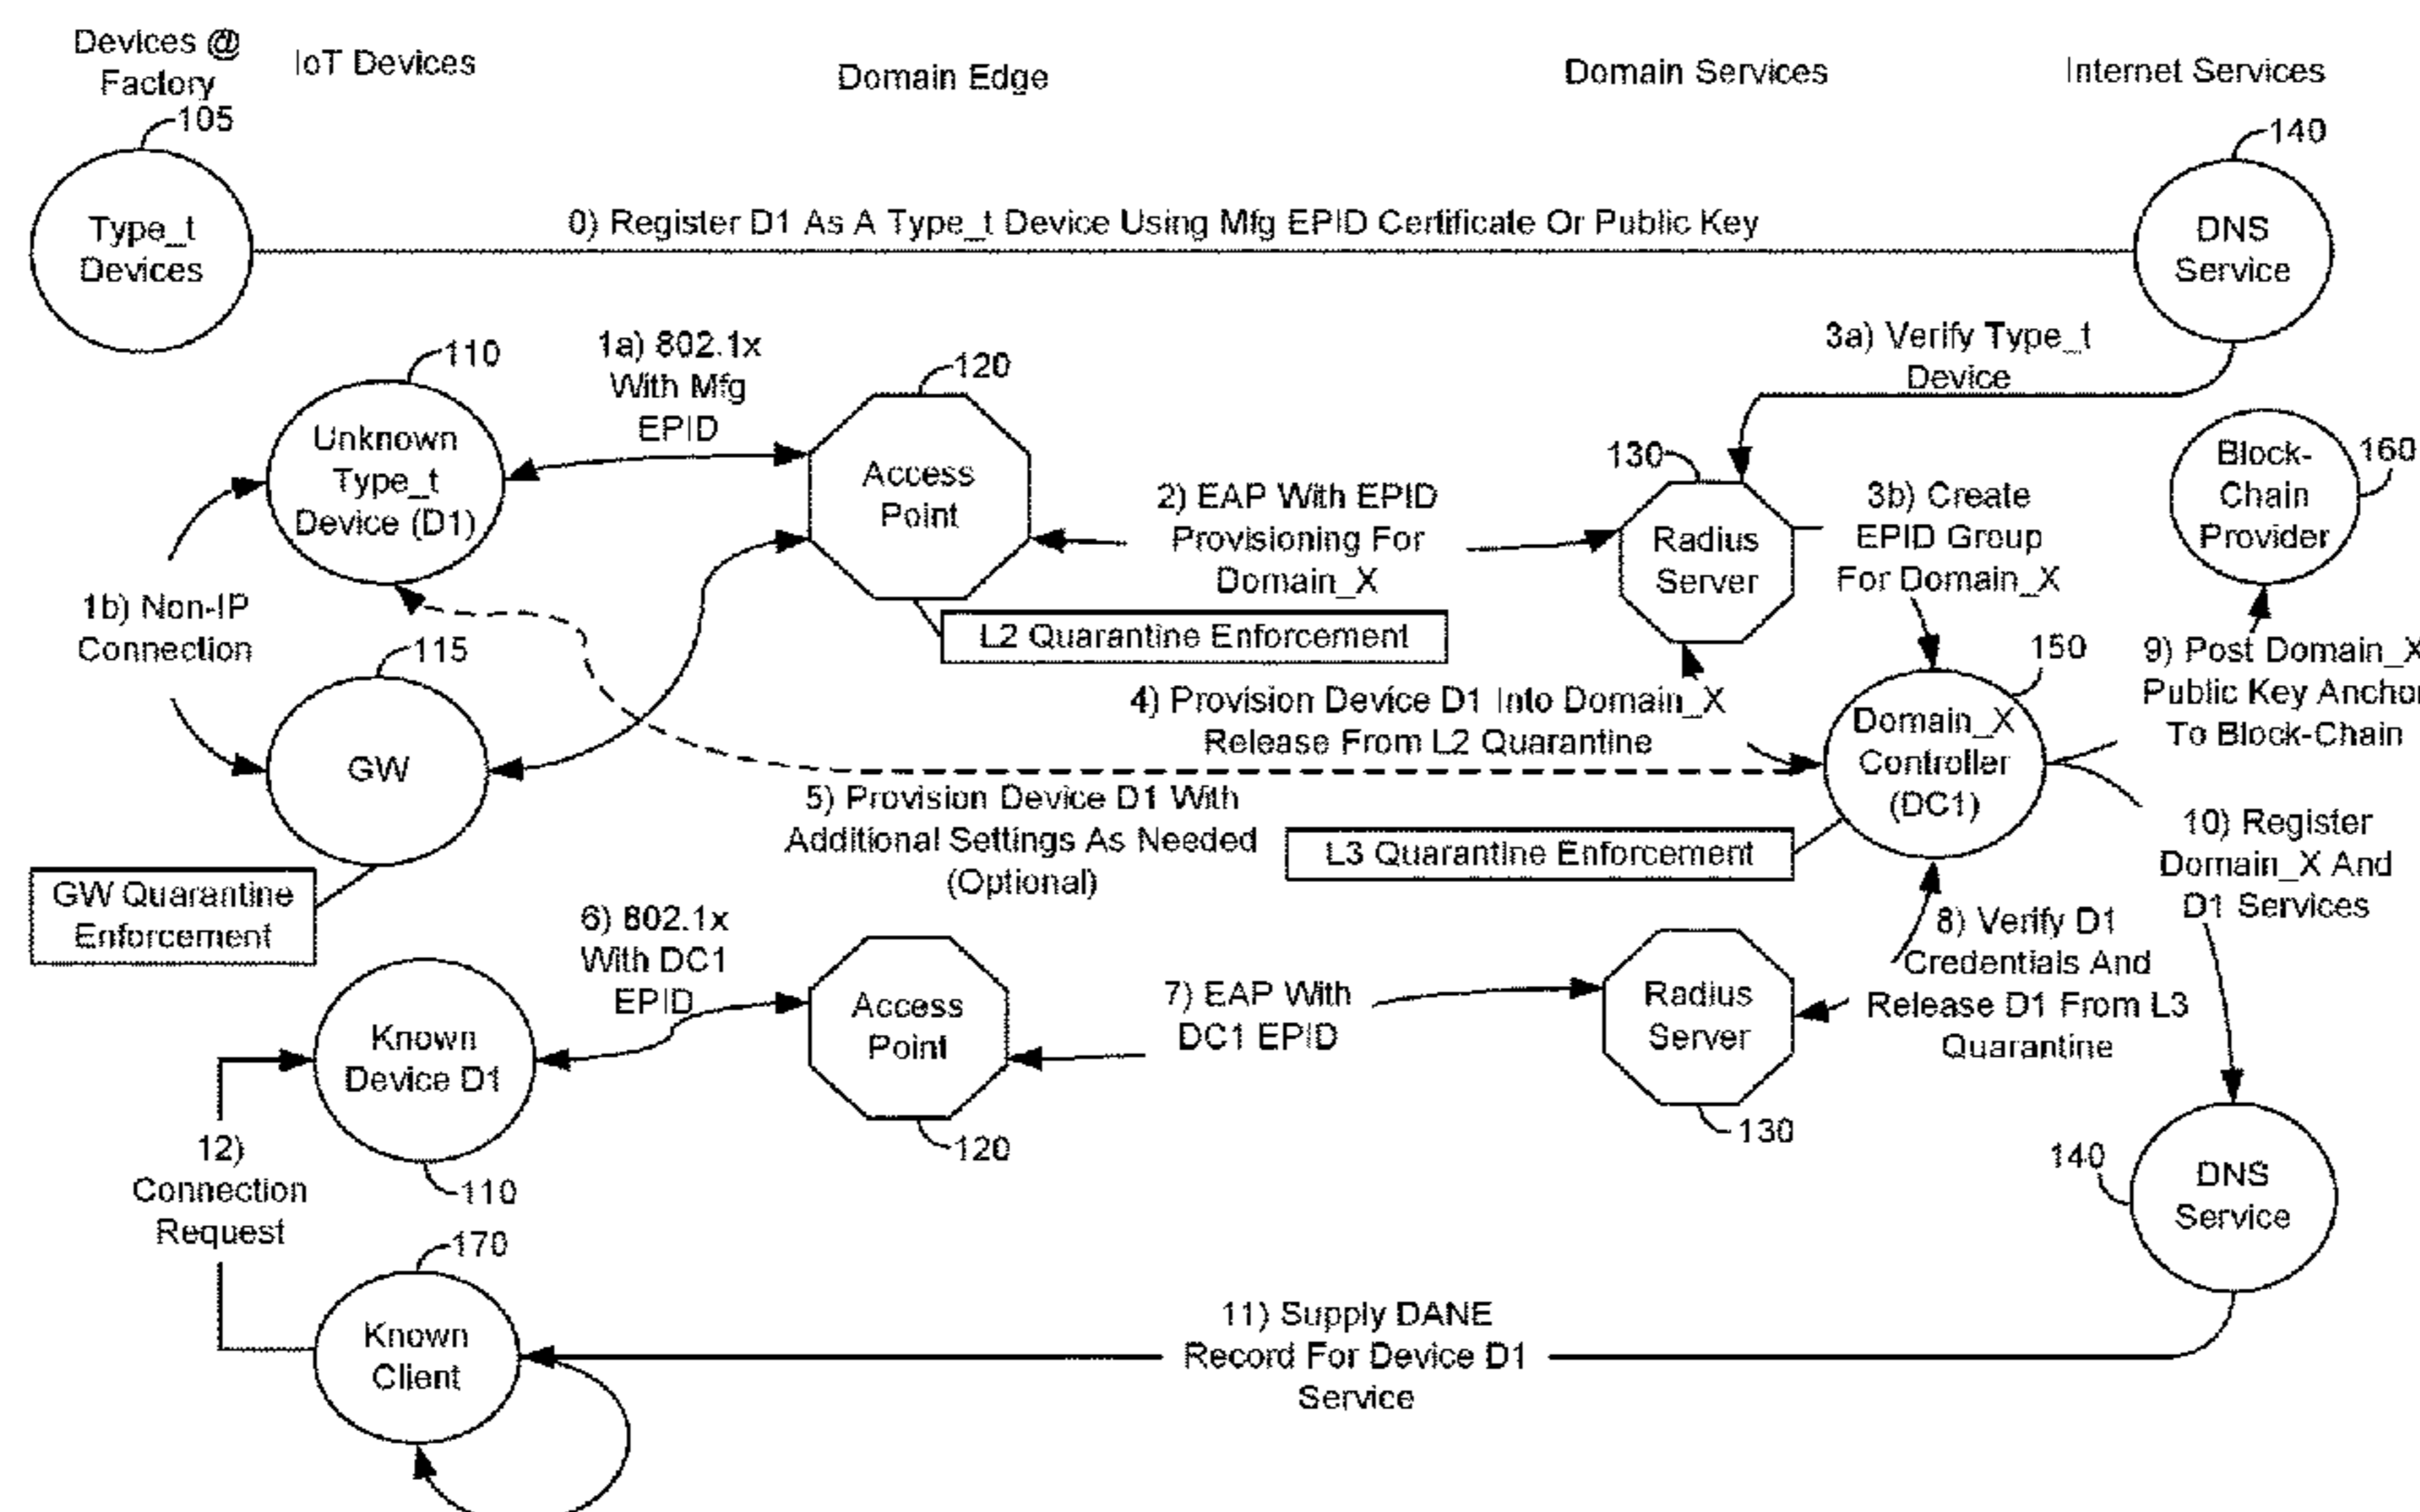 Devices @
Factory
IoT Devices
Domain Edge
Domain Services
Internet Services
105
140
Type_t
Devices
0) Register D1 As A Type_t Device Using Mfg EPID Certificate Or Public Key
DNS
Service
110
1a) 802.1x
With Mfg
EPID
120
3a) Verify Type_t
Device
Unknown
Type_t
Device (D1)
Access
Point
2) EAP With EPID
Provisioning For
Domain_X
130
Radius
Server
3b) Create
EPID Group
For Domain_X
Block-
Chain
Provider
160
1b) Non-IP
Connection
115
L2 Quarantine Enforcement
150
9) Post Domain_X
Public Key Anchor
To Block-Chain
GW
4) Provision Device D1 Into Domain_X
Release From L2 Quarantine
Domain_X
Controller
(DC1)
5) Provision Device D1 With
Additional Settings As Needed
(Optional)
L3 Quarantine Enforcement
10) Register
Domain_X And
D1 Services
GW Quarantine
Enforcement
6) 802.1x
With DC1
EPID
8) Verify D1
Credentials And
Release D1 From L3
Quarantine
Known
Device D1
Access
Point
7) EAP With
DC1 EPID
Radius
Server
110
120
130
140
DNS
Service
12)
Connection
Request
170
Known
Client
11) Supply DANE
Record For Device D1
Service